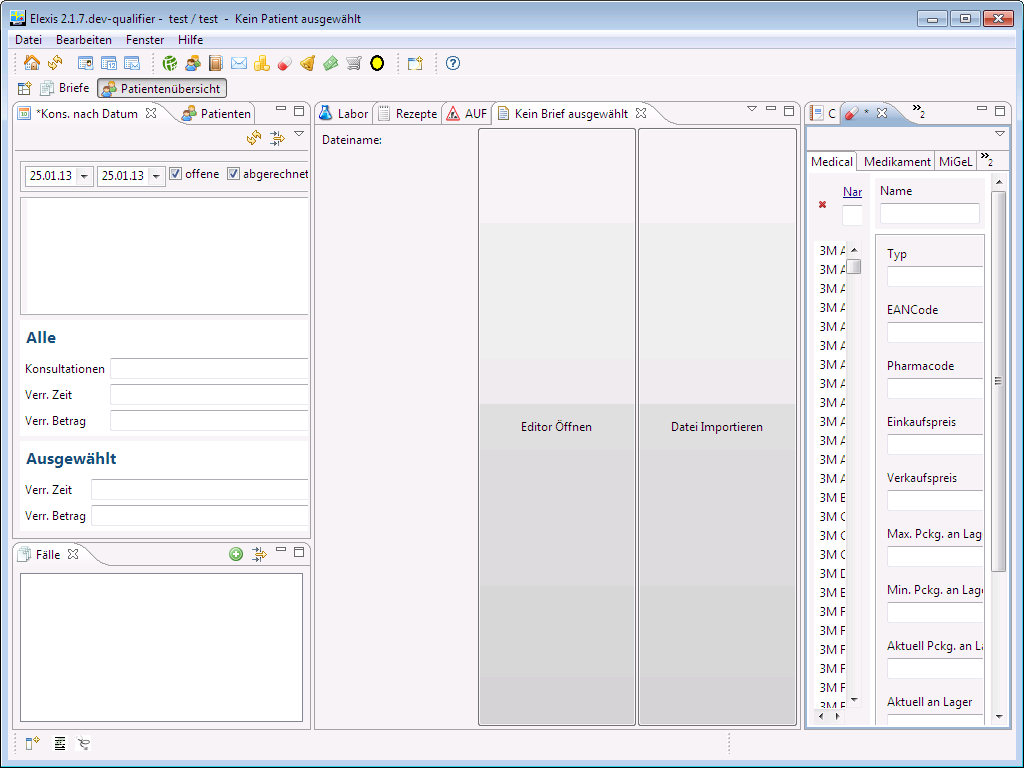 Elexis 2.1.7.dev-qualifier - test / test - Kein Patient ausgewählt
Datei Bearbeiten Fenster Hilfe
Briefe Patientenübersicht
*Kons. nach Datum Patienten
25.01.13 25.01.13 offene abgerechnet
Alle
Konsultationen
Verr. Zeit
Verr. Betrag
Ausgewählt
Verr. Zeit
Verr. Betrag
Fälle
Labor Rezepte AUF Kein Brief ausgewählt
Dateiname:
Editor Öffnen Datei Importieren
C * »2
Medical Medikament MiGeL »2
Nar
Name
3M A
3M A
3M A
3M A
3M A
3M A
3M A
3M A
3M A
3M A
3M A
3M A
3M A
3M E
3M C
3M C
3M C
3M D
3M E
3M F
3M F
3M F
3M F
3M F
Typ
EANCode
Pharmacode
Einkaufspreis
Verkaufspreis
Max. Pckg. an Lag
Min. Pckg. an Lage
Aktuell Pckg. an La
Aktuell an Lager